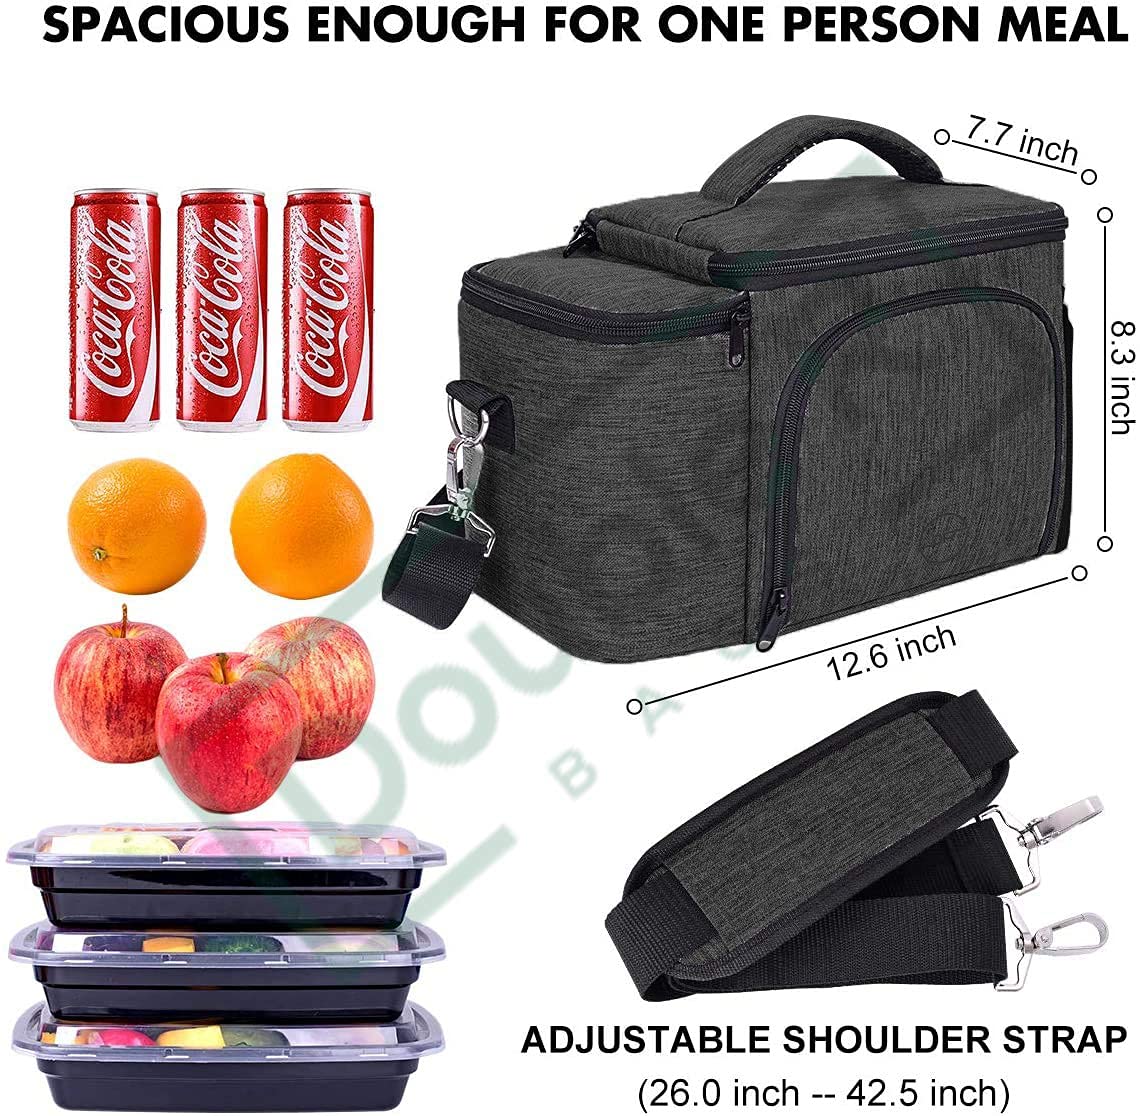 SPACIOUS ENOUGH FOR ONE PERSON MEAL
7.7 inch
8.3 inch
12.6 inch
Coca-Cola
Coca-Cola
Coca-Cola
ADJUSTABLE SHOULDER STRAP
(26.0 inch -- 42.5 inch)